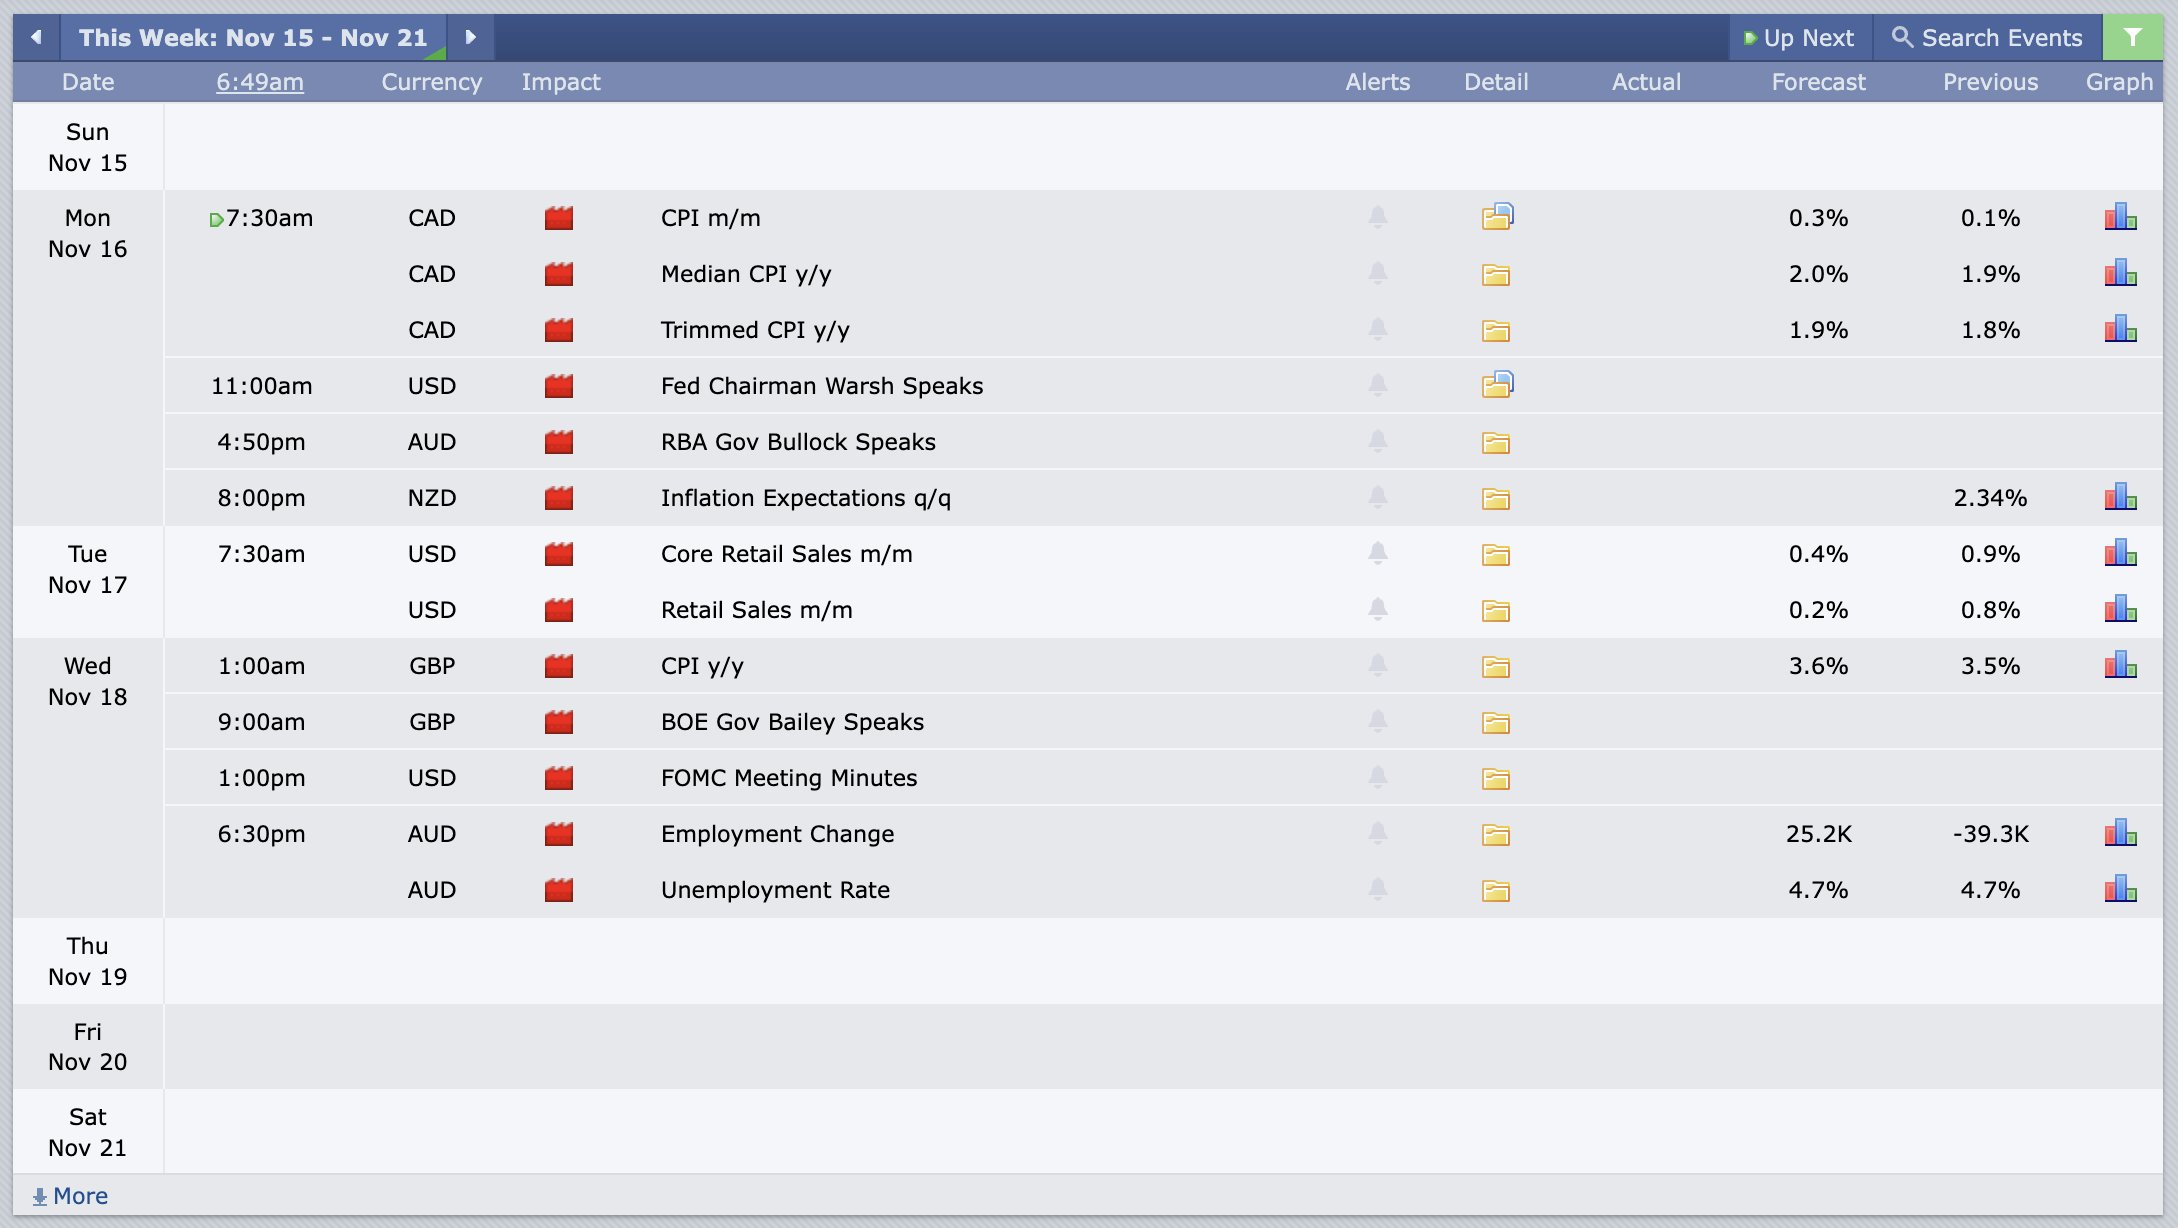 This Week: Nov 15 - Nov 21 Up Next Search Events
Date 6:49am Currency Impact Alerts Detail Actual Forecast Previous Graph
Sun
Nov 15
Mon
Nov 16
7:30am CAD CPI m/m 0.3% 0.1%
CAD Median CPI y/y 2.0% 1.9%
CAD Trimmed CPI y/y 1.9% 1.8%
11:00am USD Fed Chairman Warsh Speaks
4:50pm AUD RBA Gov Bullock Speaks
8:00pm NZD Inflation Expectations q/q 2.34%
Tue
Nov 17
7:30am USD Core Retail Sales m/m 0.4% 0.9%
USD Retail Sales m/m 0.2% 0.8%
Wed
Nov 18
1:00am GBP CPI y/y 3.6% 3.5%
9:00am GBP BOE Gov Bailey Speaks
1:00pm USD FOMC Meeting Minutes
6:30pm AUD Employment Change 25.2K -39.3K
AUD Unemployment Rate 4.7% 4.7%
Thu
Nov 19
Fri
Nov 20
Sat
Nov 21
More